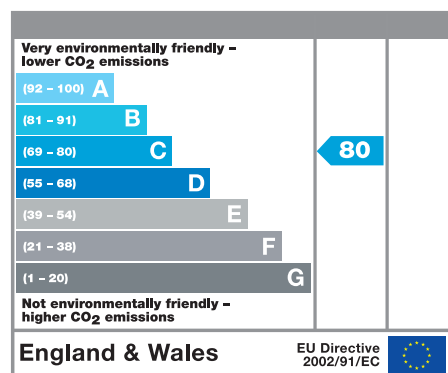 Very environmentally friendly –
lower CO2 emissions
(92 – 100) A
(81 – 91) B
(69 – 80) C
80
(55 – 68) D
(39 – 54) E
(21 – 38) F
(1 – 20) G
Not environmentally friendly –
higher CO2 emissions
England & Wales
EU Directive
2002/91/EC